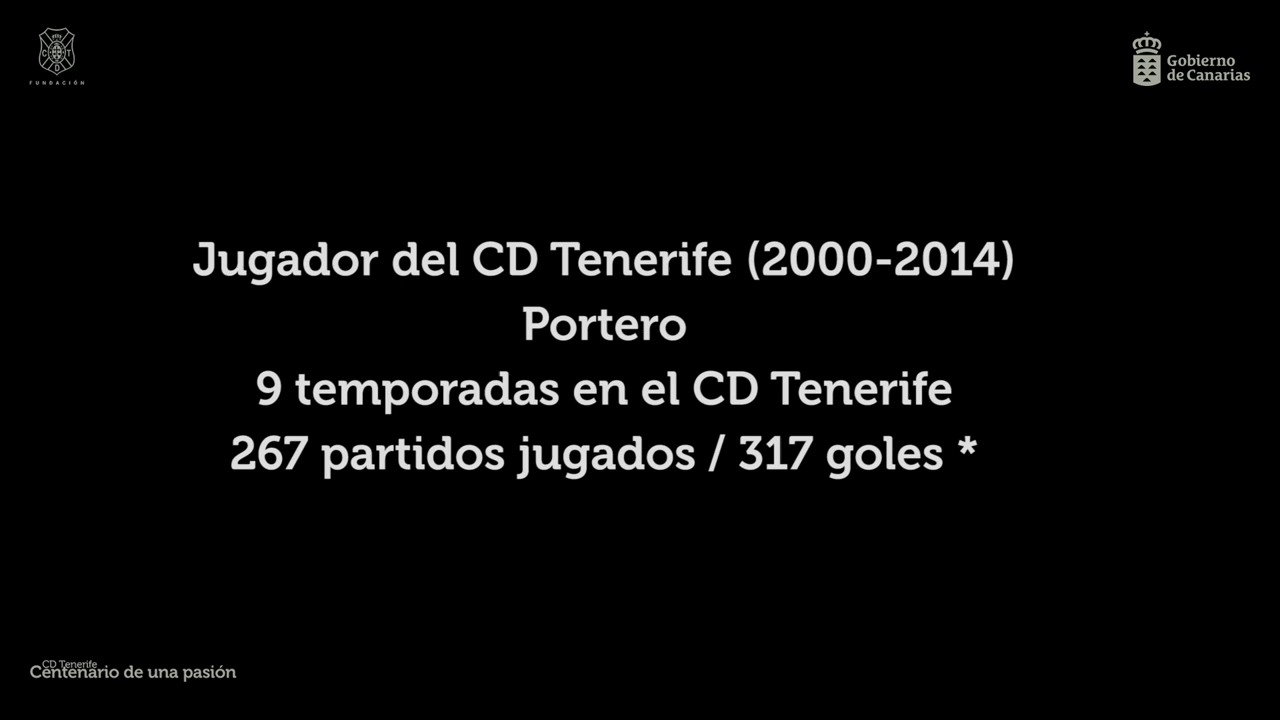 C T D
FUNDACIÓN
Gobierno
de Canarias
Jugador del CD Tenerife (2000-2014)
Portero
9 temporadas en el CD Tenerife
267 partidos jugados / 317 goles *
CD Tenerife
Centenario de una pasión